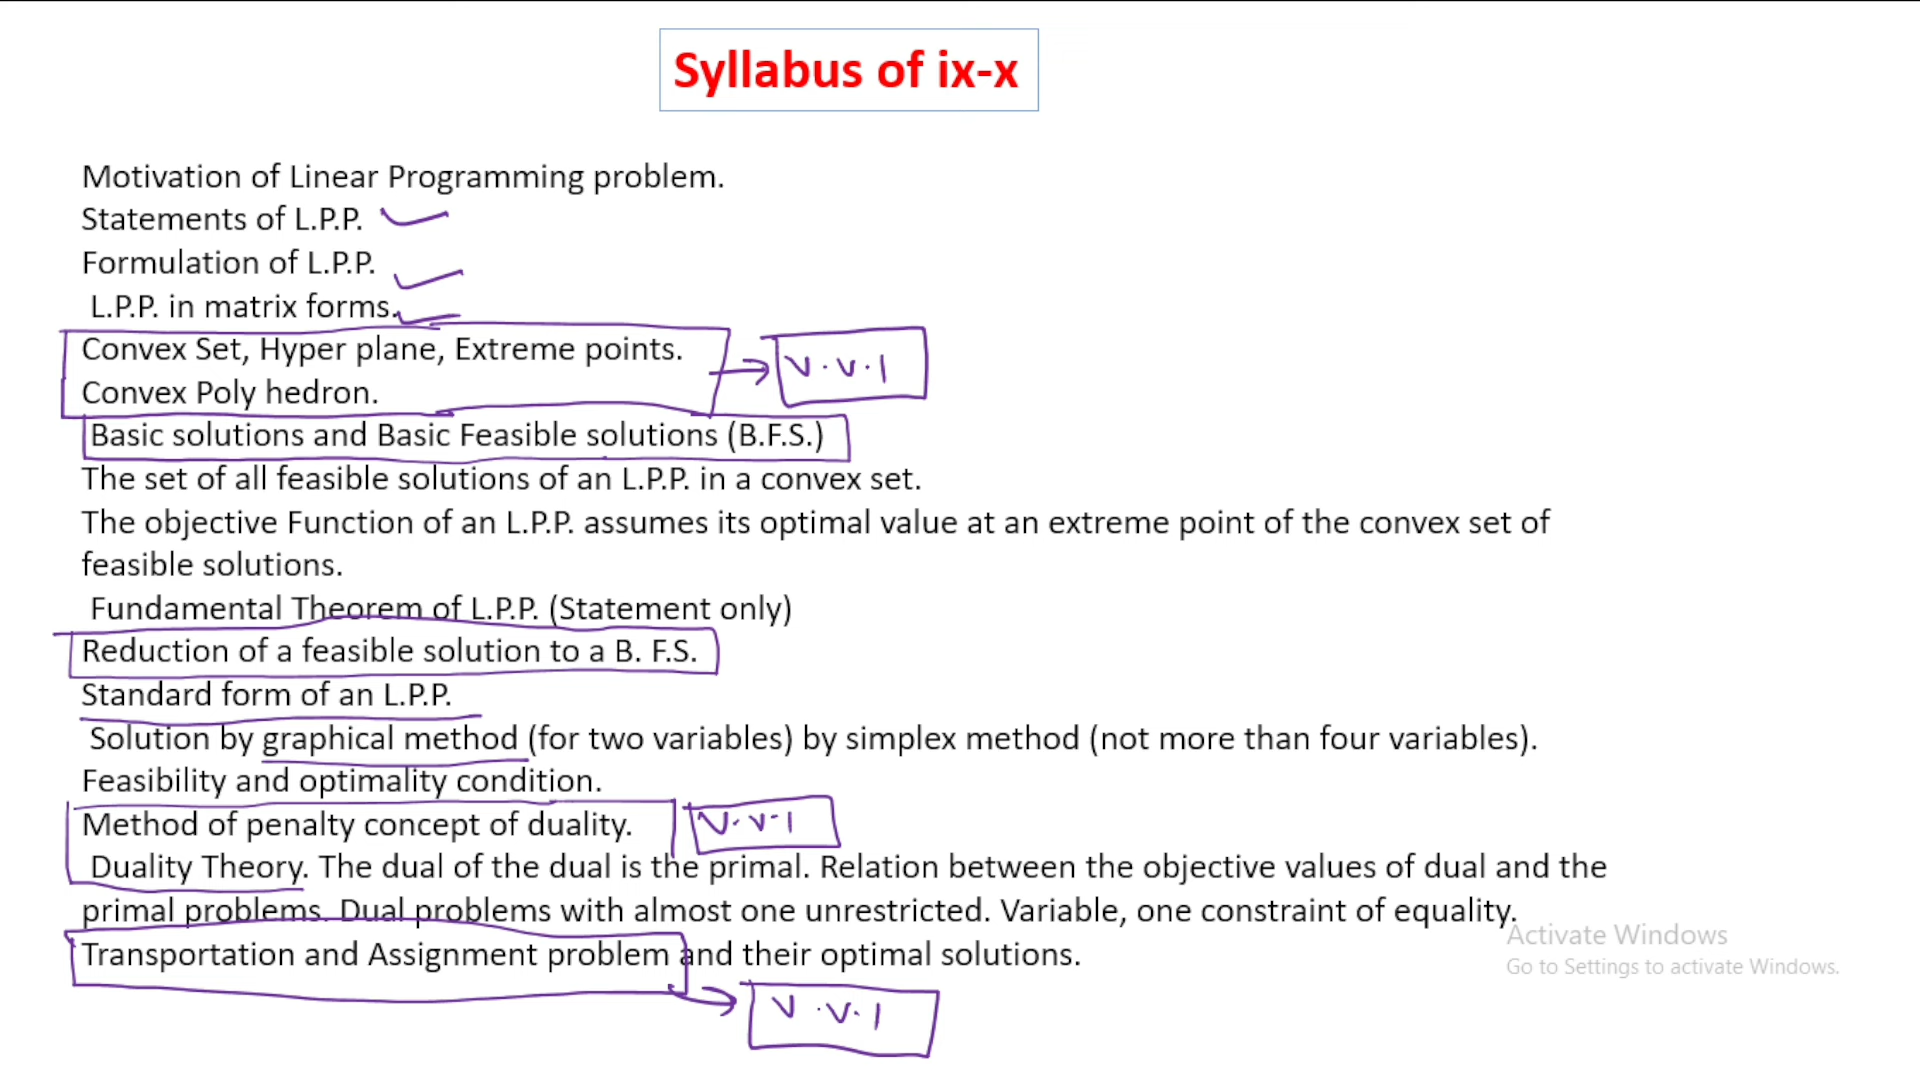 Syllabus of ix-x
Motivation of Linear Programming problem.
Statements of L.P.P.
Formulation of L.P.P.
L.P.P. in matrix forms.
Convex Set, Hyper plane, Extreme points.
V.V.I
Convex Poly hedron.
Basic solutions and Basic Feasible solutions (B.F.S.)
The set of all feasible solutions of an L.P.P. in a convex set.
The objective Function of an L.P.P. assumes its optimal value at an extreme point of the convex set of
feasible solutions.
Fundamental Theorem of L.P.P. (Statement only)
Reduction of a feasible solution to a B. F.S.
Standard form of an L.P.P.
Solution by graphical method (for two variables) by simplex method (not more than four variables).
Feasibility and optimality condition.
Method of penalty concept of duality.
V.V.I
Duality Theory. The dual of the dual is the primal. Relation between the objective values of dual and the
primal problems. Dual problems with almost one unrestricted. Variable, one constraint of equality.
Transportation and Assignment problem and their optimal solutions.
V.V.I
Activate Windows
Go to Settings to activate Windows.